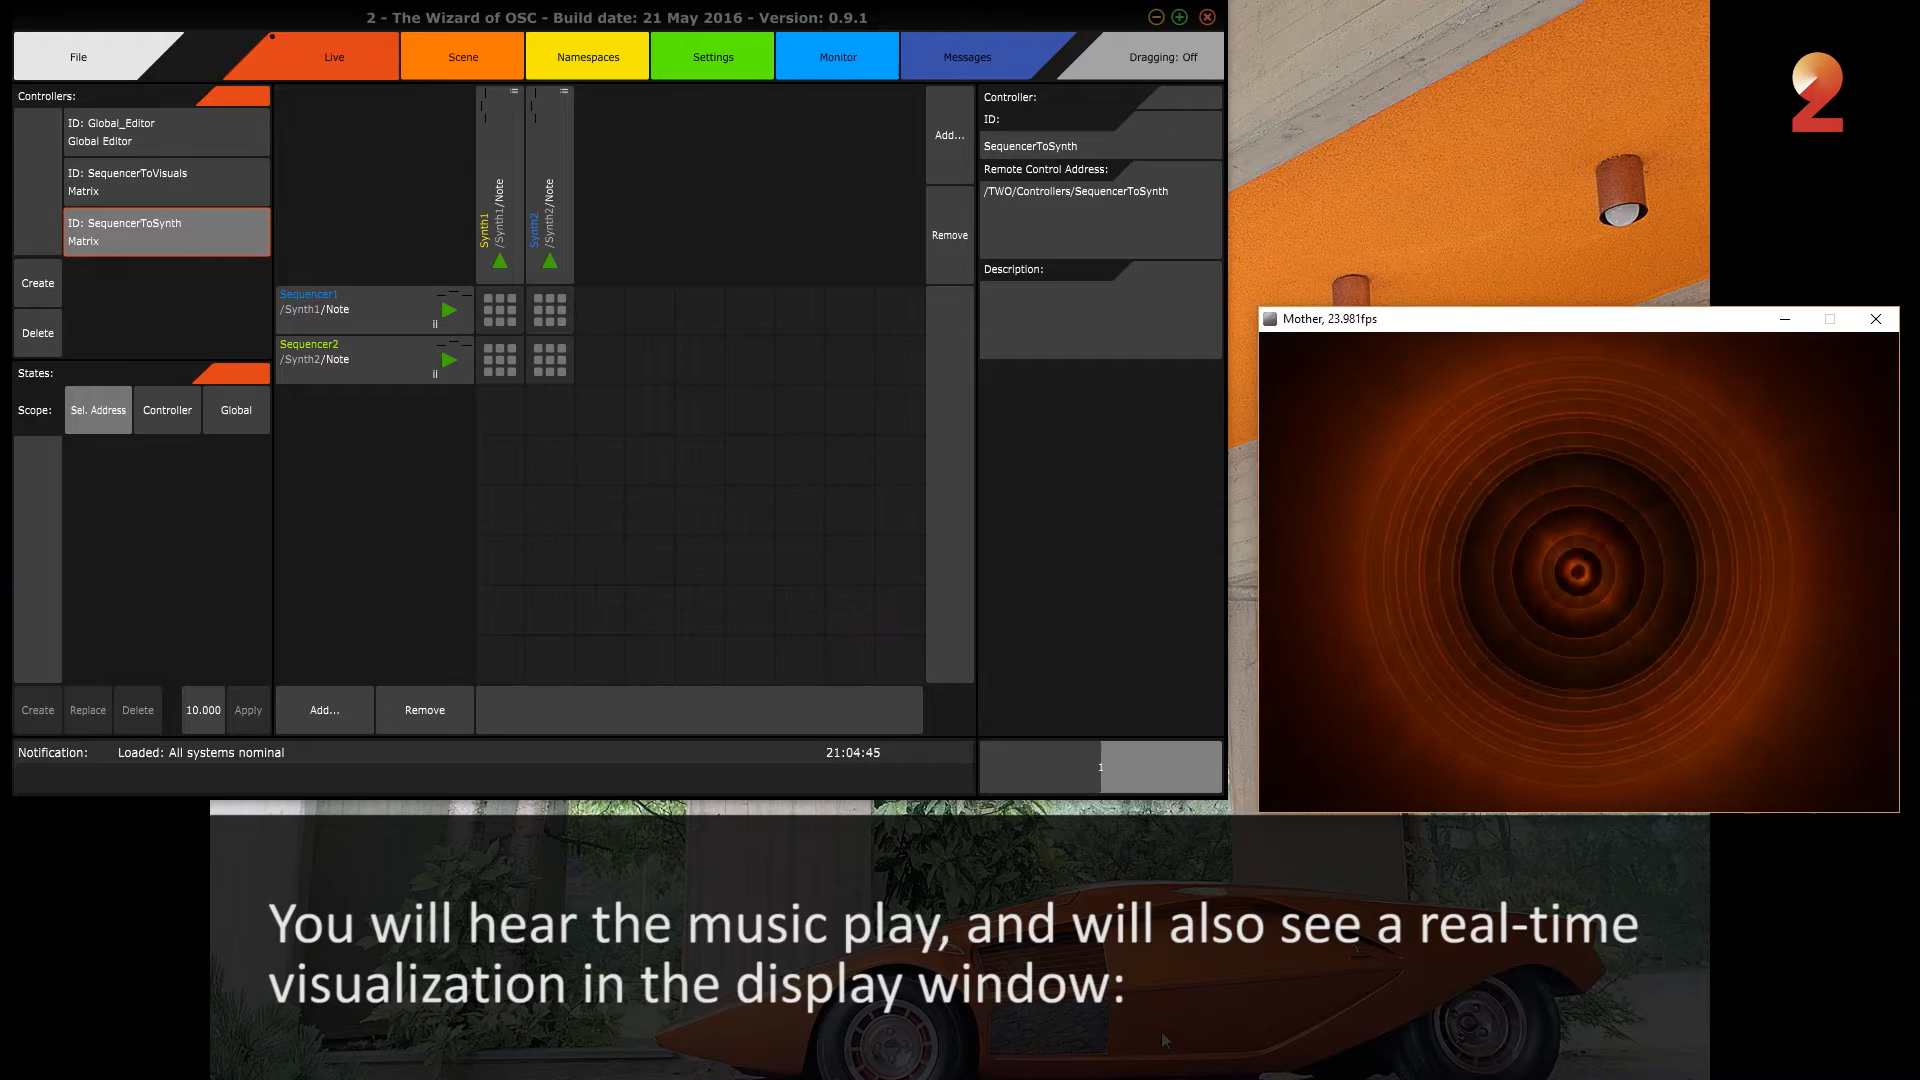 2 - The Wizard of OSC - Build date: 21 May 2016 - Version: 0.9.1
File
Live
Scene
Namespaces
Settings
Monitor
Messages
Dragging: Off
2
Controllers:
ID: Global_Editor
Global Editor
ID: SequencerToVisuals
Matrix
ID: SequencerToSynth
Matrix
Create
Delete
States:
Scope:
Sel. Address
Controller
Global
Create
Replace
Delete
10.000
Apply
Synth1
/Synth1/Note
Synth2
/Synth2/Note
Sequencer1
/Synth1/Note
ii
Sequencer2
/Synth2/Note
ii
Add...
Remove
Add...
Remove
Controller:
ID:
SequencerToSynth
Remote Control Address:
/TWO/Controllers/SequencerToSynth
Description:
Notification:
Loaded: All systems nominal
21:04:45
1
Mother, 23.981fps
You will hear the music play, and will also see a real-time
visualization in the display window: